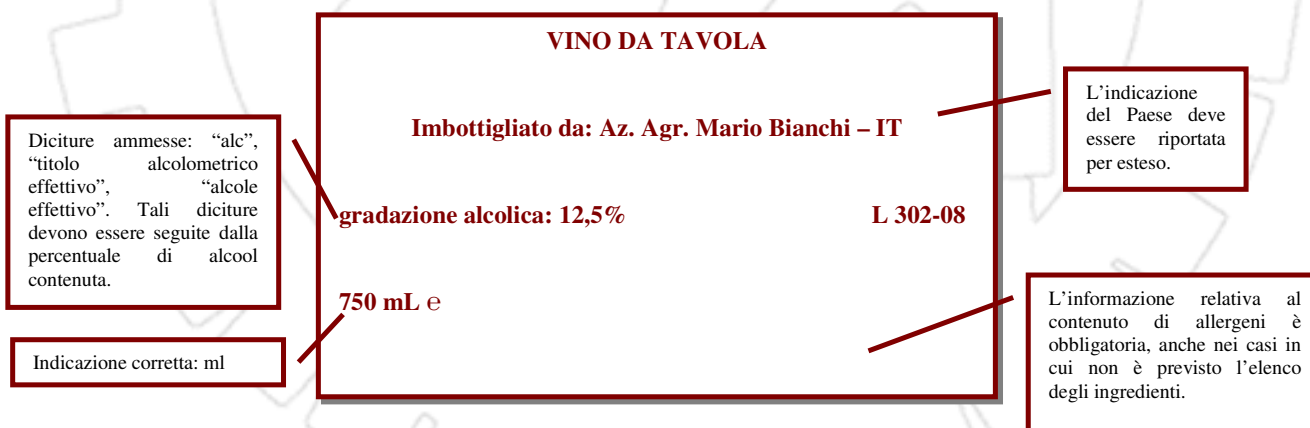 VINO DA TAVOLA
Imbottigliato da: Az. Agr. Mario Bianchi – IT
gradazione alcolica: 12,5%
L 302-08
750 mL ℮
Diciture ammesse: “alc”,
“titolo alcolometrico
effettivo”, “alcole
effettivo”. Tali diciture
devono essere seguite dalla
percentuale di alcool
contenuta.
Indicazione corretta: ml
L’indicazione
del Paese deve
essere riportata
per esteso.
L’informazione relativa al
contenuto di allergeni è
obbligatoria, anche nei casi in
cui non è previsto l’elenco
degli ingredienti.